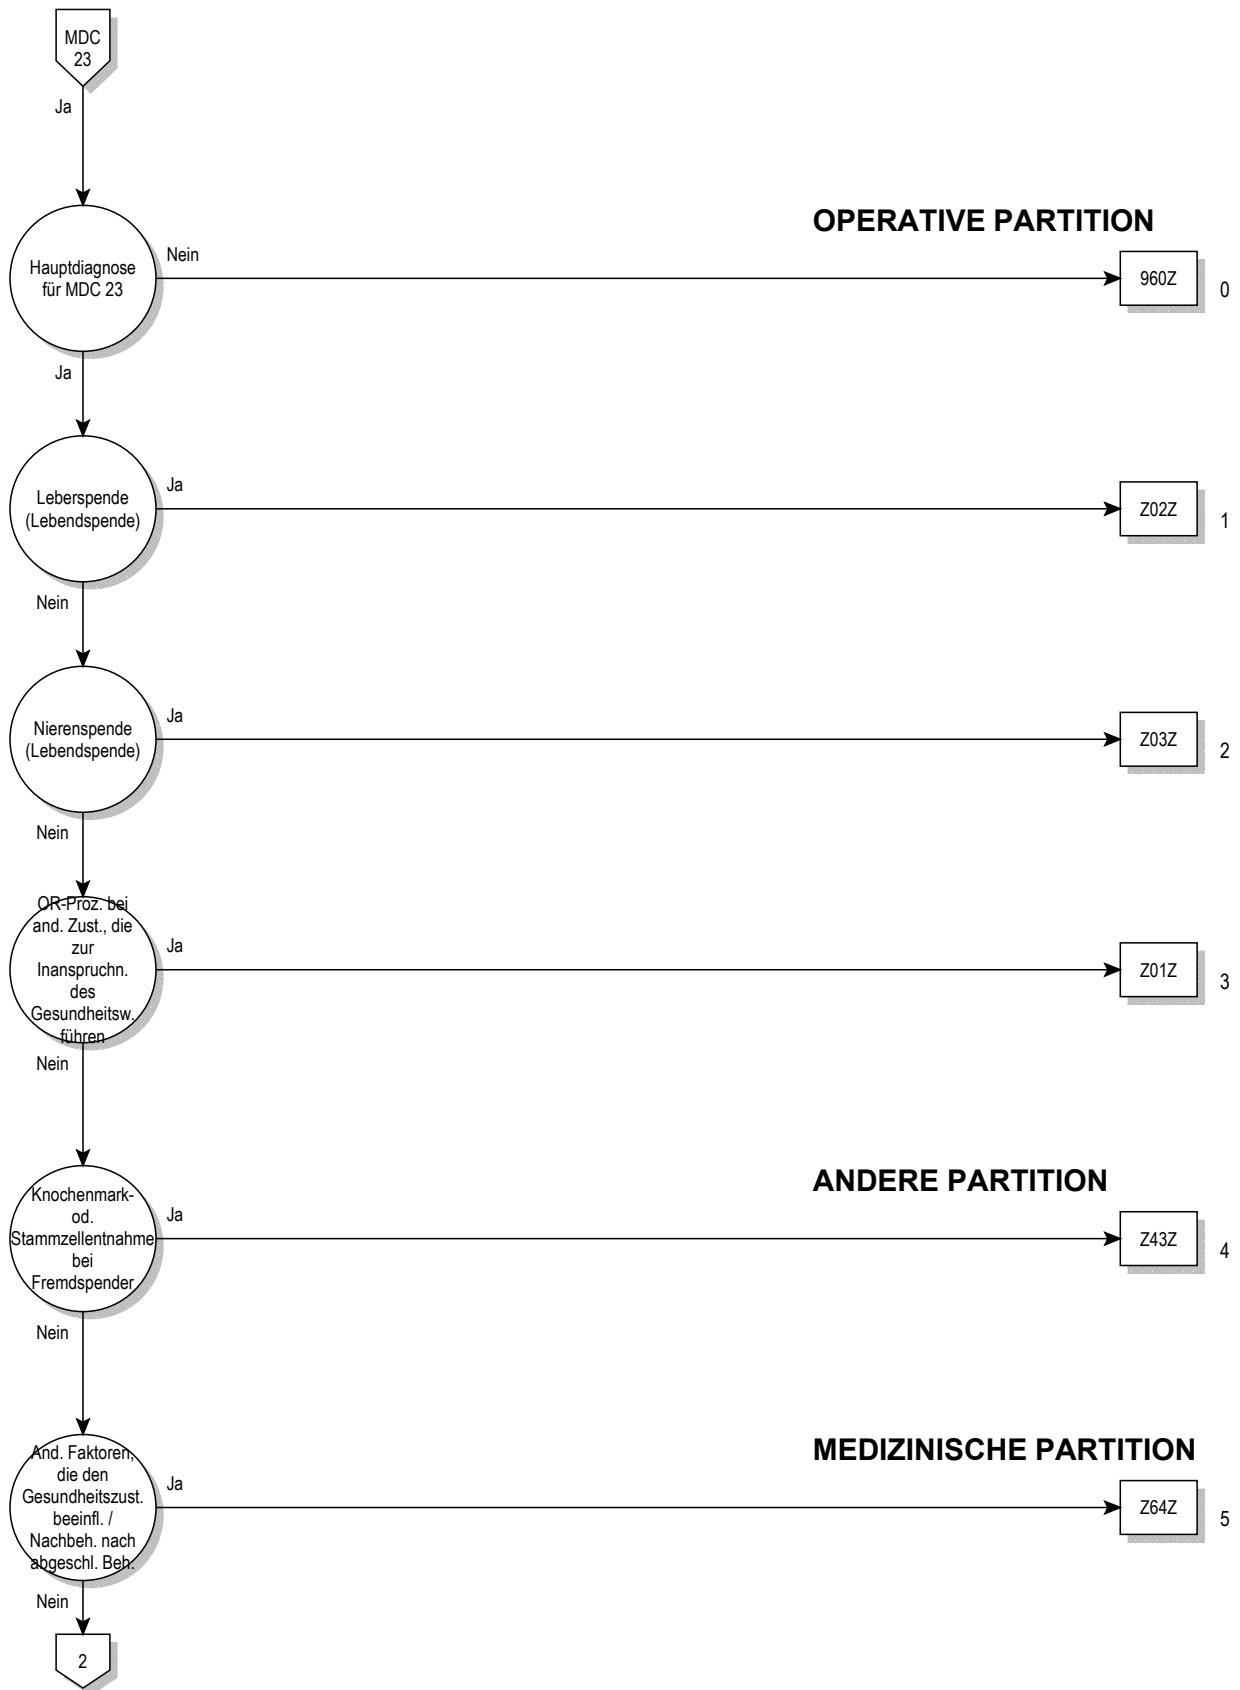 MDC
23
Ja
OPERATIVE PARTITION
Hauptdiagnose
für MDC 23
Nein
960Z
0
Ja
Leberspende
(Lebendspende)
Ja
Z02Z
1
Nein
Nierenspende
(Lebendspende)
Ja
Z03Z
2
Nein
OR-Proz. bei
and. Zust., die
zur
Inanspruchn.
des
Gesundheitsw.
führen
Ja
Z01Z
3
Nein
ANDERE PARTITION
Knochenmark-
od.
Stammzellentnahme
bei
Fremdspender
Ja
Z43Z
4
Nein
MEDIZINISCHE PARTITION
And. Faktoren,
die den
Gesundheitszust.
beeinfl. /
Nachbeh. nach
abgeschl. Beh.
Ja
Z64Z
5
Nein
2